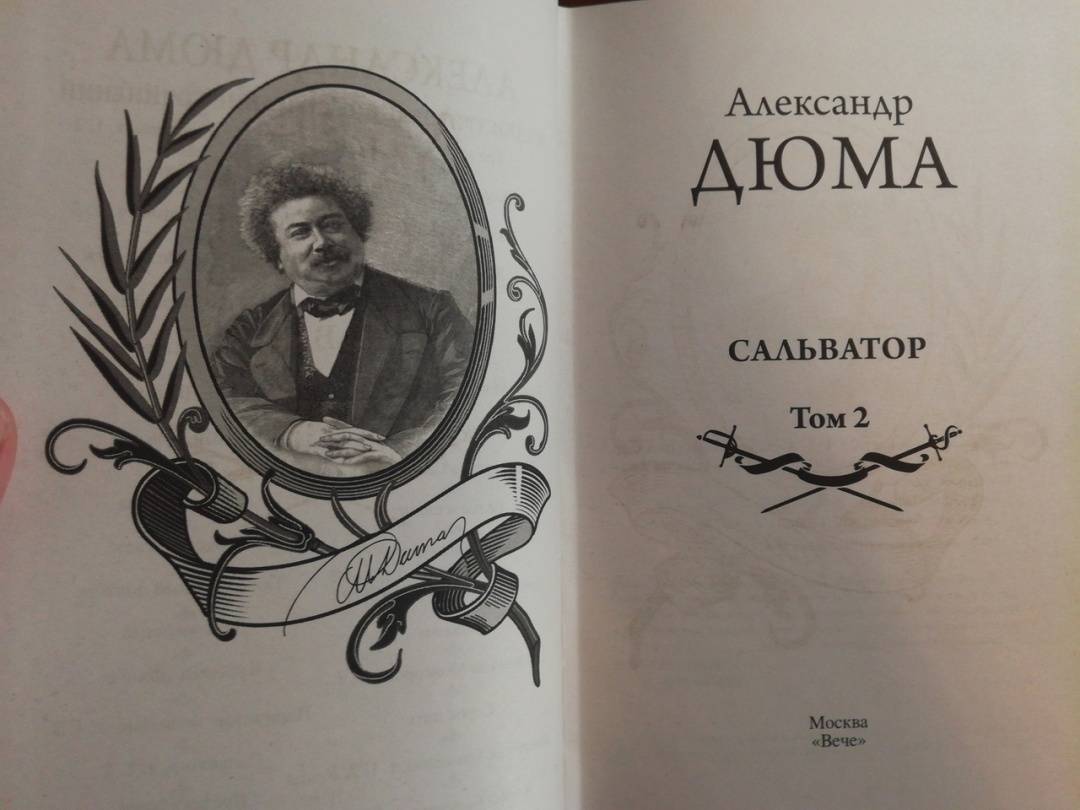 Александр
ДЮМА
САЛЬВАТОР
Том 2
Москва
«Вече»